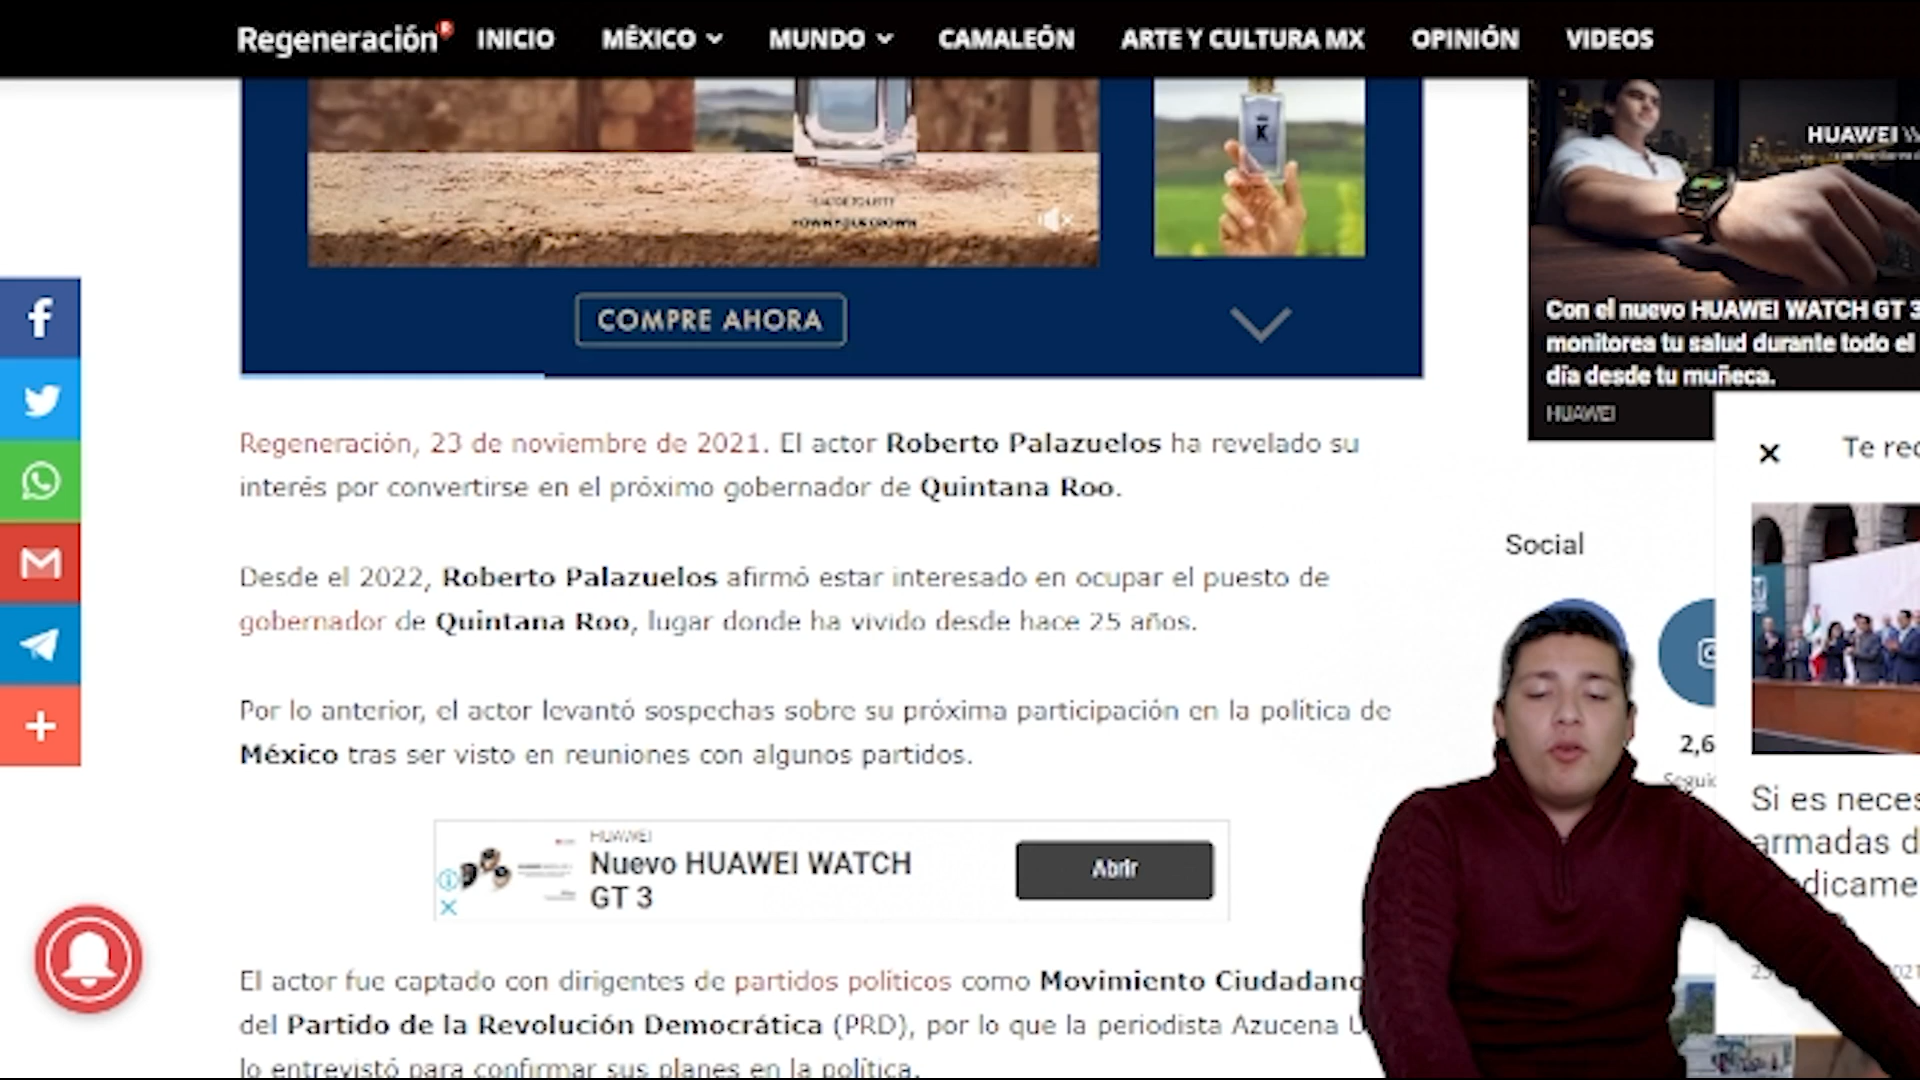 Regeneración R INICIO MÉXICO MUNDO CAMALEÓN ARTE Y CULTURA MX OPINIÓN VIDEOS
K
#OWNYOURCROWN
COMPRE AHORA
HUAWEI
Con el nuevo HUAWEI WATCH GT 3
monitorea tu salud durante todo el
día desde tu muñeca.
HUAWEI
Regeneración, 23 de noviembre de 2021. El actor Roberto Palazuelos ha revelado su
interés por convertirse en el próximo gobernador de Quintana Roo.
Desde el 2022, Roberto Palazuelos afirmó estar interesado en ocupar el puesto de
gobernador de Quintana Roo, lugar donde ha vivido desde hace 25 años.
Por lo anterior, el actor levantó sospechas sobre su próxima participación en la política de
México tras ser visto en reuniones con algunos partidos.
HUAWEI
Nuevo HUAWEI WATCH
GT 3
Abrir
El actor fue captado con dirigentes de partidos políticos como Movimiento Ciudadano
del Partido de la Revolución Democrática (PRD), por lo que la periodista Azucena U
lo entrevistó para confirmar sus planes en la política.
Social
2,6
Te rec
Si es neces
armadas d
dicame